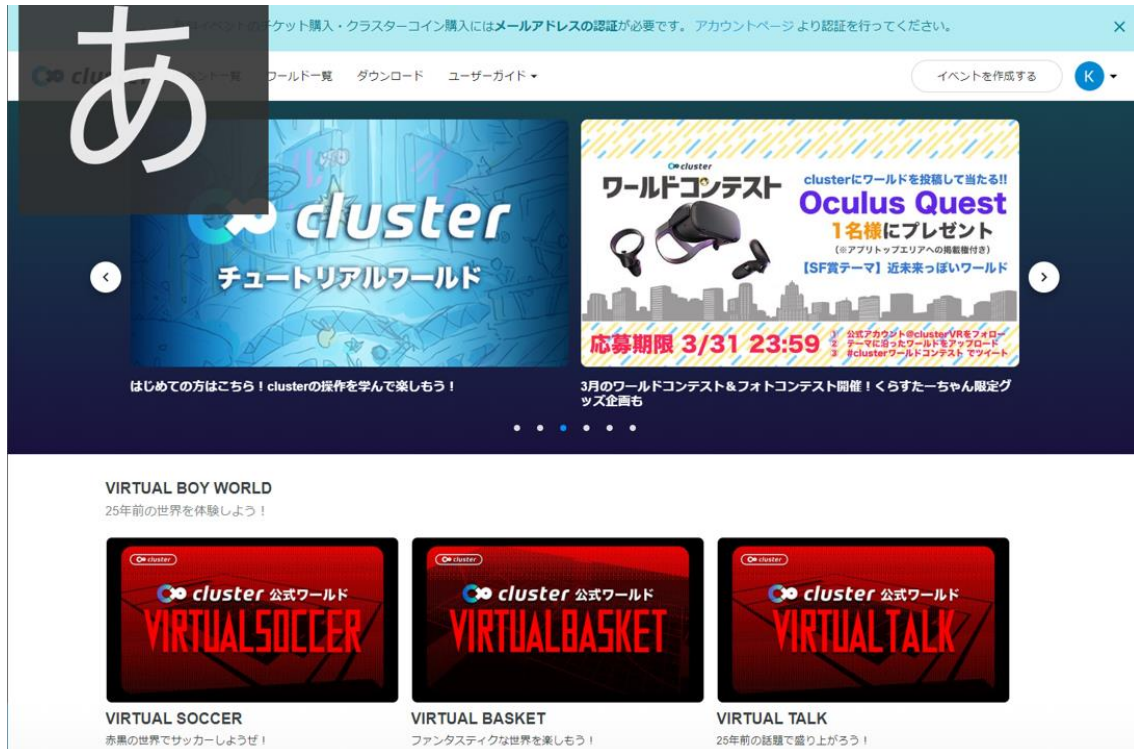 あ
チケット購入・クラスターコイン購入にはメールアドレスの認証が必要です。 アカウントページ より認証を行ってください。
ワールド一覧 ダウンロード ユーザーガイド
イベントを作成する
K
cluster
チュートリアルワールド
cluster
ワールドコンテスト
clusterにワールドを投稿して当たる!!
Oculus Quest
1名様にプレゼント
(※アプリトップエリアへの掲載権付き)
【SF賞テーマ】近未来っぽいワールド
応募期限 3/31 23:59
1 公式アカウント@clusterVRをフォロー
2 テーマに沿ったワールドをアップロード
3 #clusterワールドコンテスト でツイート
はじめての方はこちら！clusterの操作を学んで楽しもう！
3月のワールドコンテスト＆フォトコンテスト開催！くらすたーちゃん限定グ
ッズ企画も
VIRTUAL BOY WORLD
25年前の世界を体験しよう！
cluster
cluster 公式ワールド
VIRTUAL SOCCER
cluster
cluster 公式ワールド
VIRTUAL BASKET
cluster
cluster 公式ワールド
VIRTUAL TALK
VIRTUAL SOCCER
赤黒の世界でサッカーしようぜ！
VIRTUAL BASKET
ファンタスティクな世界を楽しもう！
VIRTUAL TALK
25年前の話題で盛り上がろう！